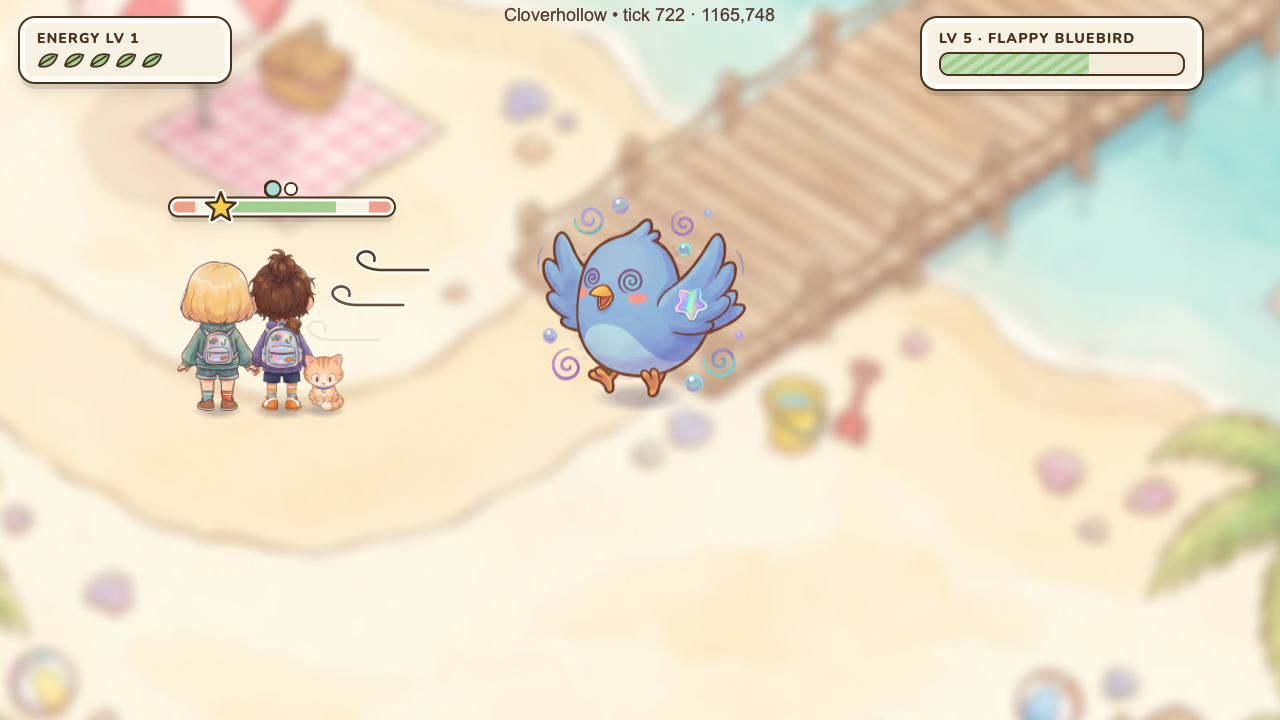 Cloverhollow • tick 722 · 1165,748
ENERGY LV 1
LV 5 · FLAPPY BLUEBIRD